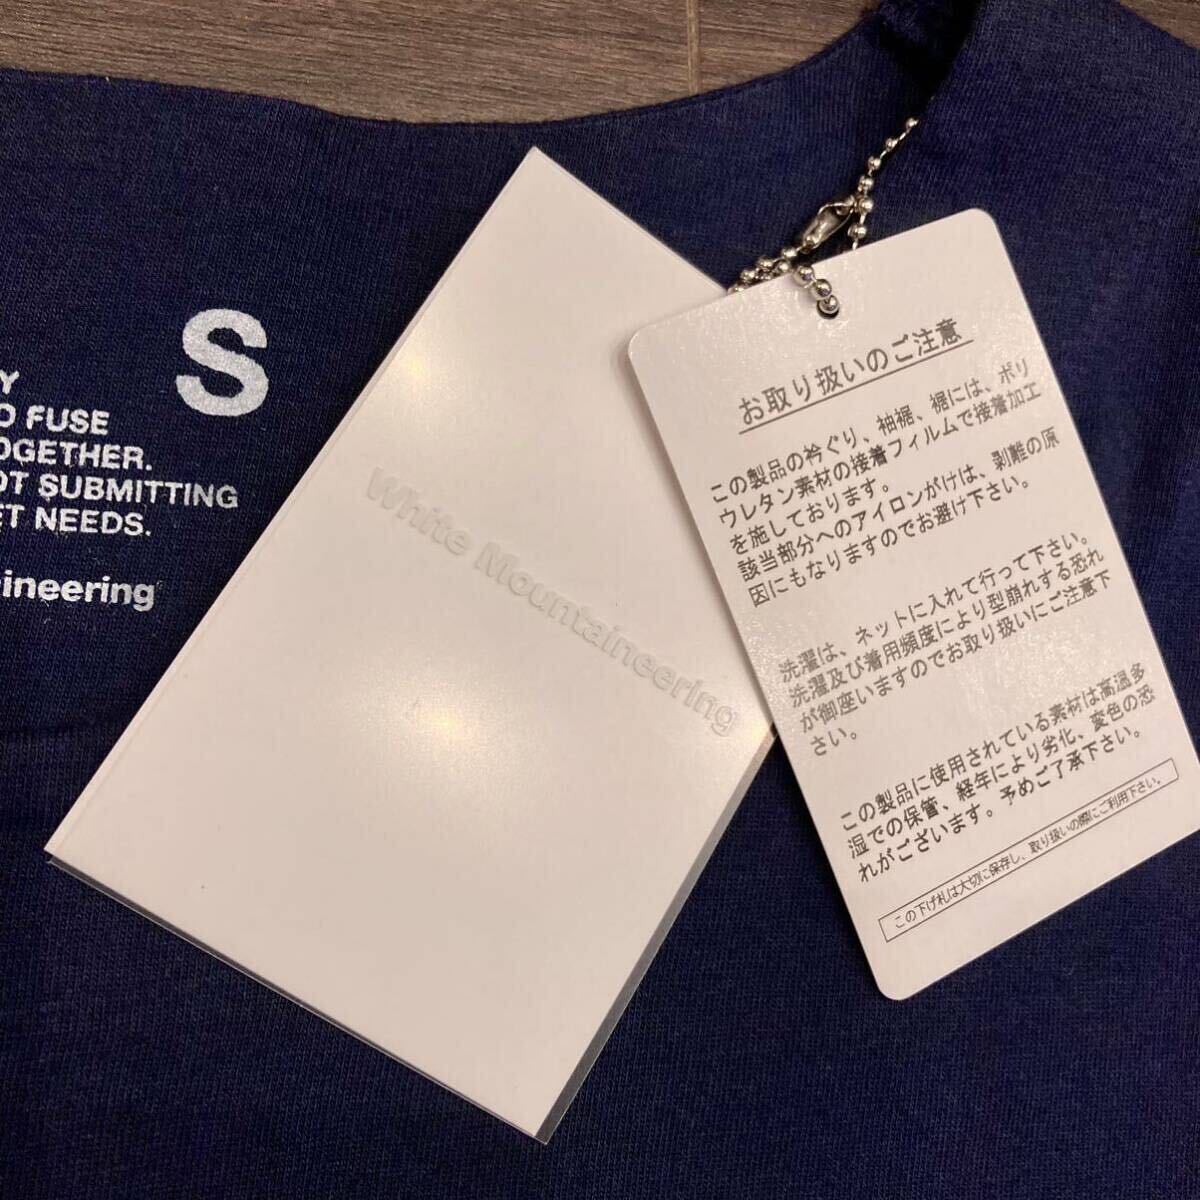 S
Y
O FUSE
OGETHER.
OT SUBMITTING
ET NEEDS.
ineering
White Mountaineering
お取り扱いのご注意
この製品の衿ぐり、袖裾、裾には、ポリ
ウレタン素材の接着フィルムで接着加工
を施しております。
該当部分へのアイロンがけは、剥離の原
因にもなりますのでお避け下さい。
洗濯は、ネットに入れて行って下さい。
洗濯及び着用頻度により型崩れする恐れ
が御座いますのでお取り扱いにご注意下
さい。
この製品に使用されている素材は高温多
湿での保管、経年により劣化、変色の恐
れがございます。予めご了承下さい。
この下げ札は大切に保存し、取り扱いの際にご利用下さい。